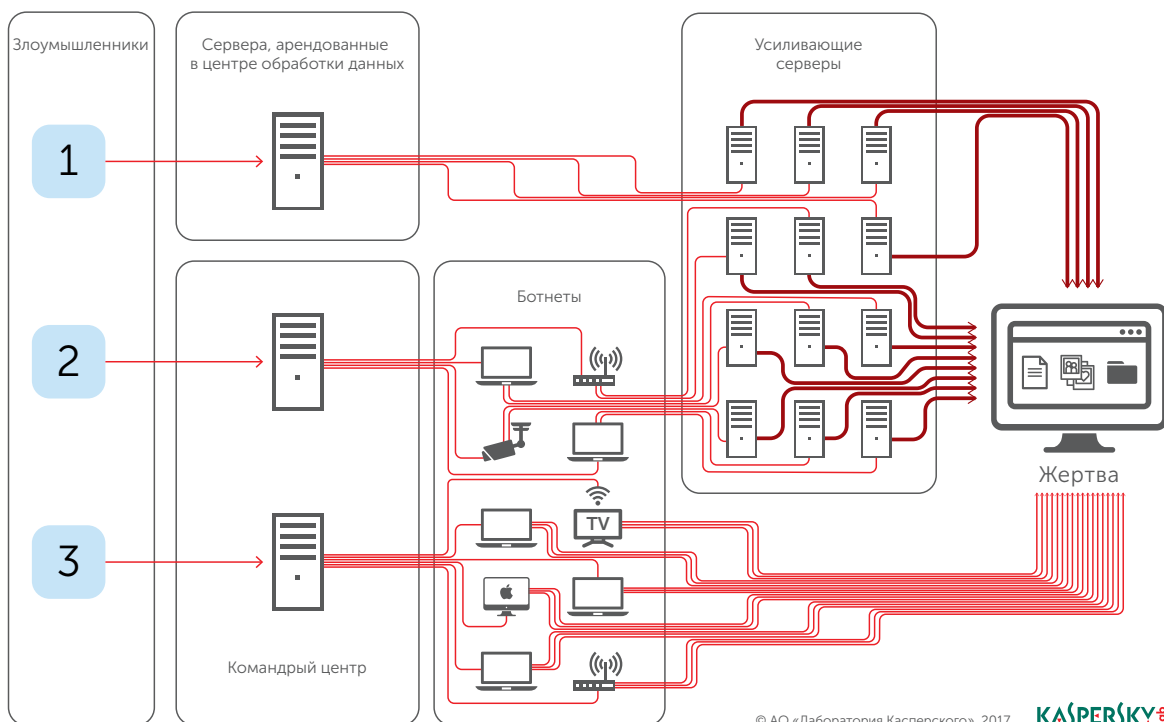 Злоумышленники
Сервера, арендованные
в центре обработки данных
Усиливающие
серверы
1
Ботнеты
2
Жертва
TV
3
Командрый центр
© АО «Лаборатория Касперского», 2017
KASPERSKY